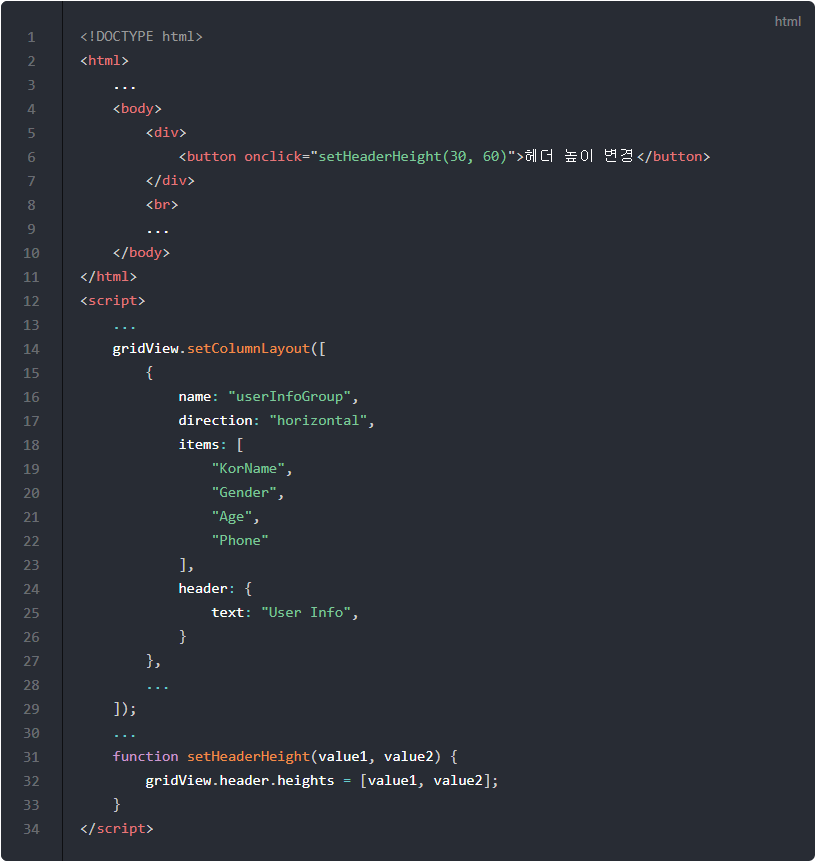 html
1 <!DOCTYPE html>
2 <html>
3     ...
4     <body>
5         <div>
6             <button onclick="setHeaderHeight(30, 60)">헤더 높이 변경</button>
7         </div>
8         <br>
9         ...
10     </body>
11 </html>
12 <script>
13     ...
14     gridView.setColumnLayout([
15         {
16             name: "userInfoGroup",
17             direction: "horizontal",
18             items: [
19                 "KorName",
20                 "Gender",
21                 "Age",
22                 "Phone"
23             ],
24             header: {
25                 text: "User Info",
26             }
27         },
28         ...
29     ]);
30     ...
31     function setHeaderHeight(value1, value2) {
32         gridView.header.heights = [value1, value2];
33     }
34 </script>